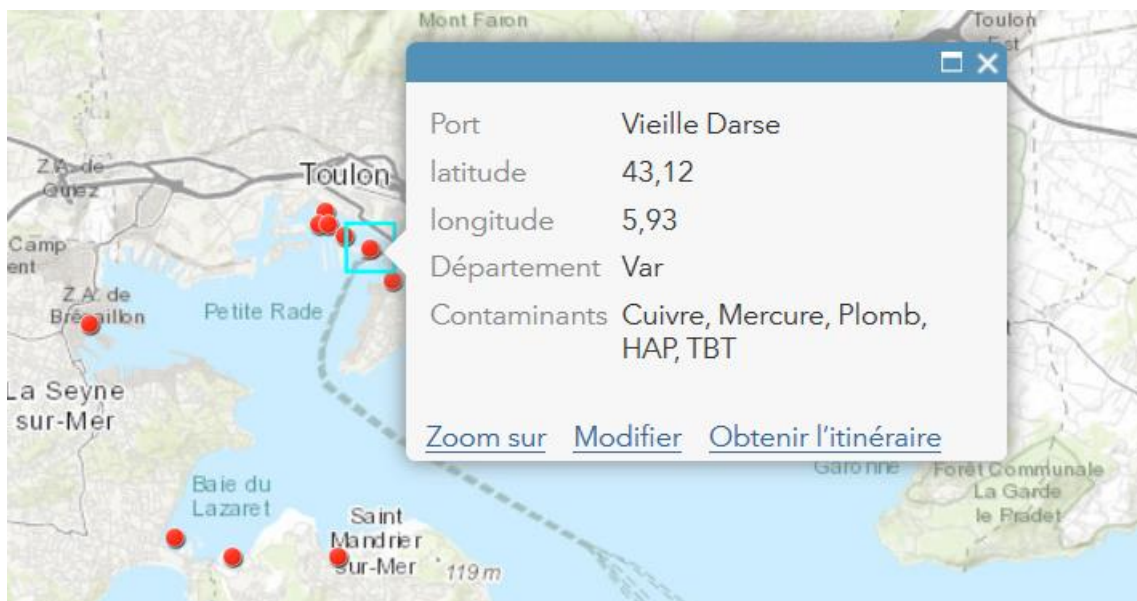 Mont Faron
Toulon
Est
Port Vieille Darse
latitude 43,12
longitude 5,93
Département Var
Contaminants Cuivre, Mercure, Plomb,
HAP, TBT
Zoom sur Modifier Obtenir l'itinéraire
Z.A. de
Toulon
Camp
ent
Z.A. de
Brégaillon
Petite Rade
La Seyne
sur-Mer
Baie du
Lazaret
Saint
Mandrier
sur-Mer
119 m
Garonne
Forêt Communale
La Garde
le Pradet